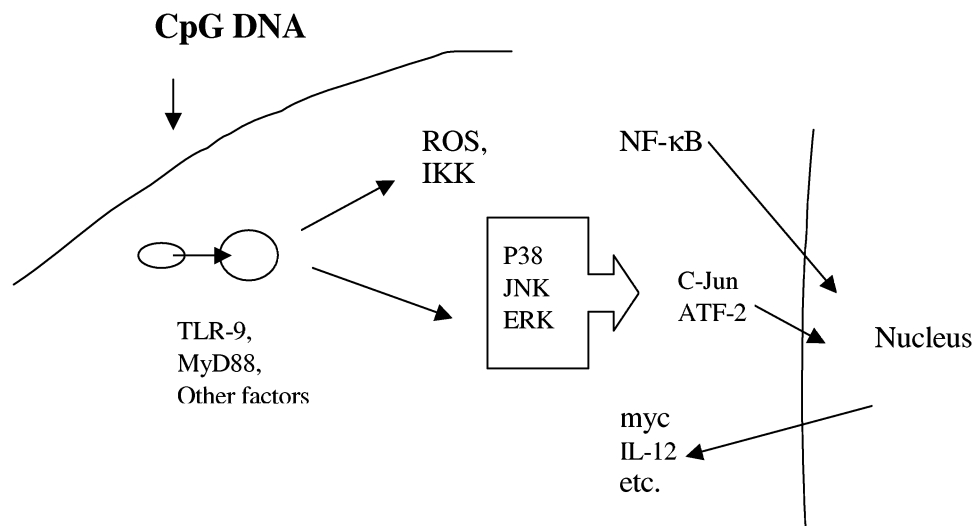 CpG DNA
ROS,
IKK
NF-κB
P38
JNK
ERK
C-Jun
ATF-2
Nucleus
TLR-9,
MyD88,
Other factors
myc
IL-12
etc.